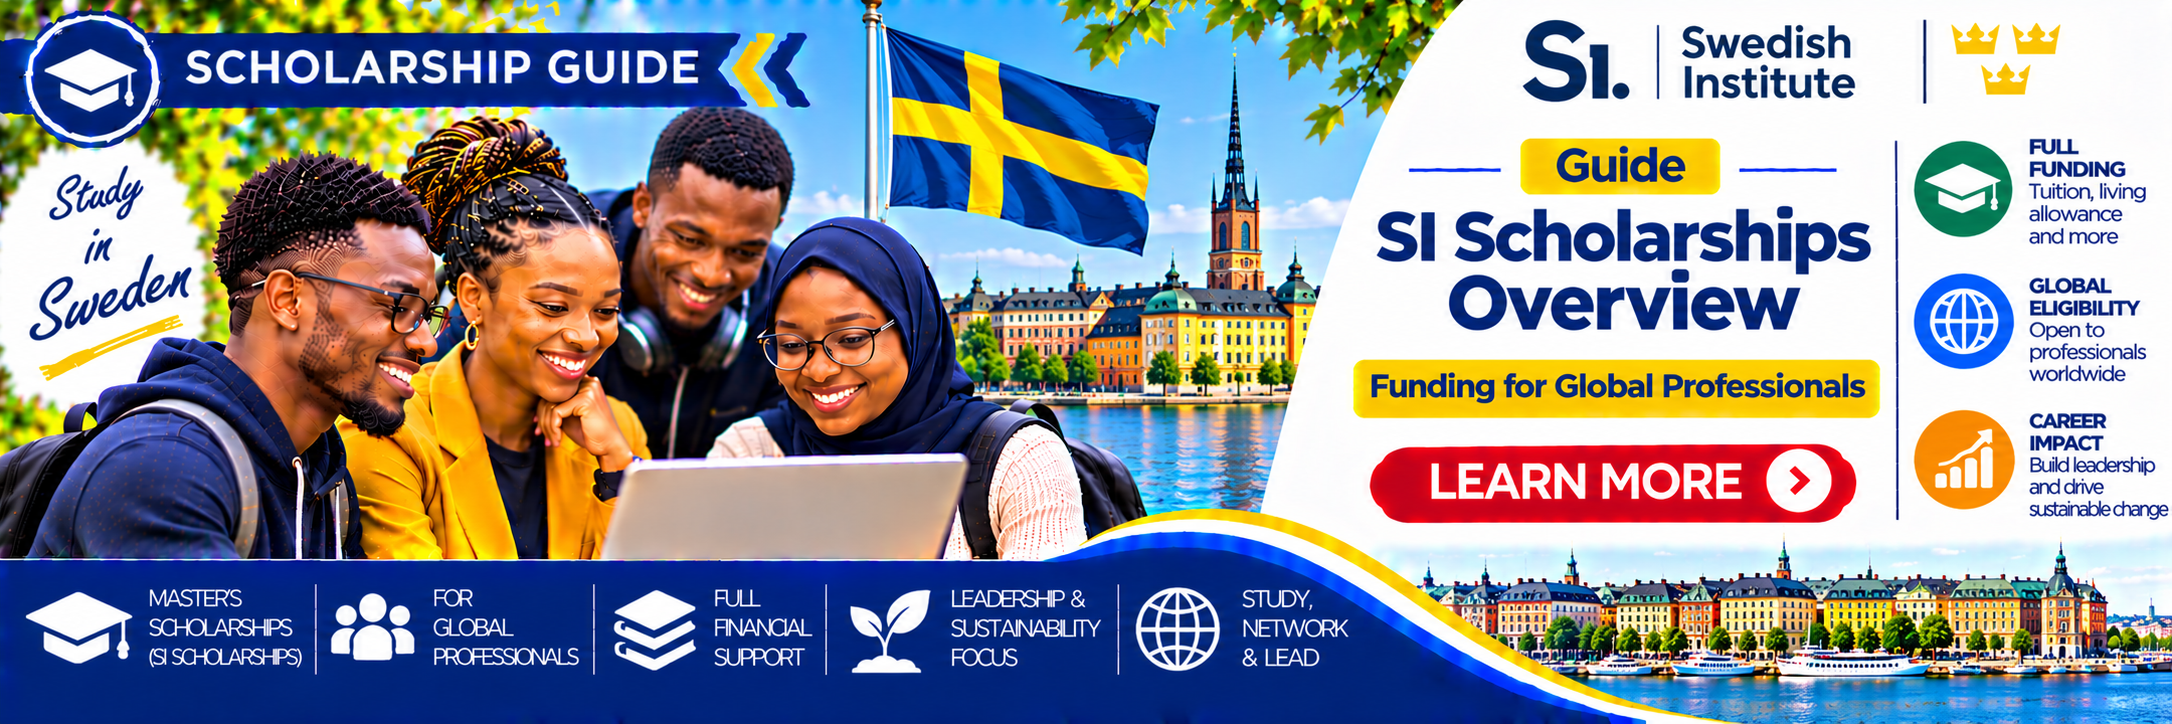 SCHOLARSHIP GUIDE
Study
in
Sweden
SI.
Swedish
Institute
Guide
SI Scholarships
Overview
Funding for Global Professionals
LEARN MORE
FULL
FUNDING
Tuition, living
allowance
and more
GLOBAL
ELIGIBILITY
Open to
professionals
worldwide
CAREER
IMPACT
Build leadership
and drive
sustainable change
MASTER'S
SCHOLARSHIPS
(SI SCHOLARSHIPS)
FOR
GLOBAL
PROFESSIONALS
FULL
FINANCIAL
SUPPORT
LEADERSHIP &
SUSTAINABILITY
FOCUS
STUDY,
NETWORK
& LEAD